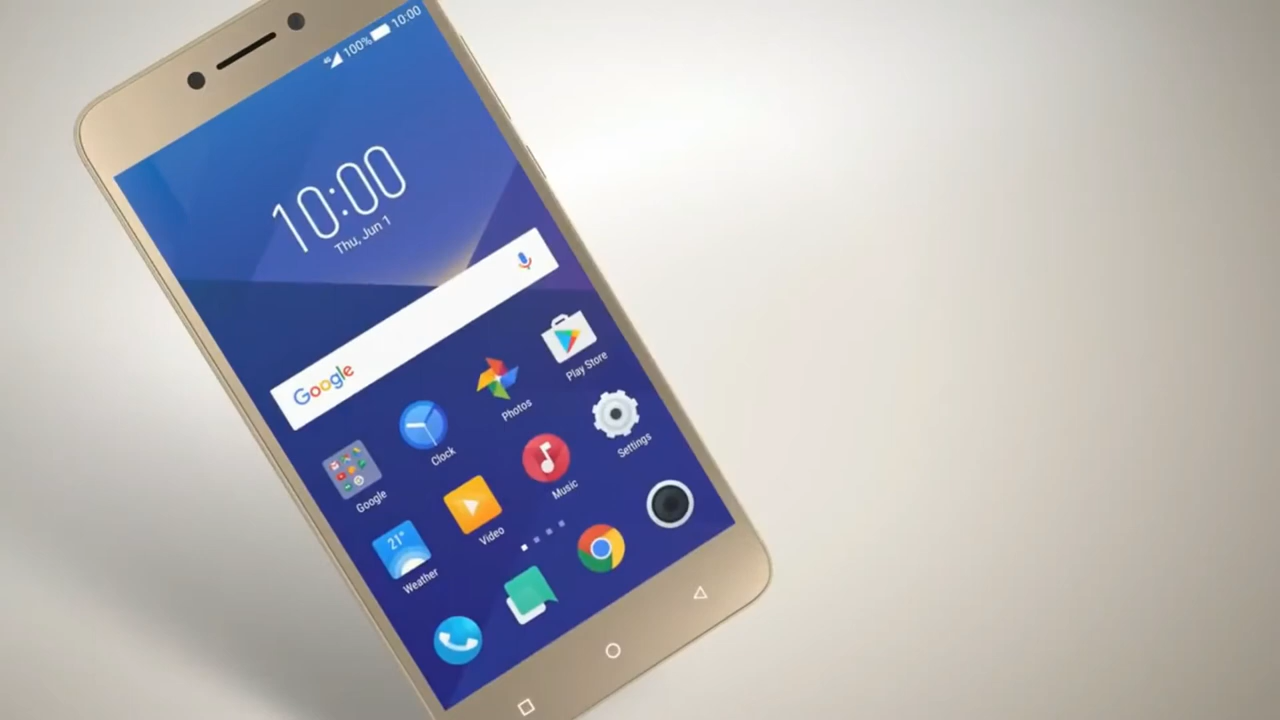 4G 100% 10:00
10:00
Thu, Jun 1
Google
Google
Clock
Photos
Play Store
Weather
Video
Music
Settings
21°